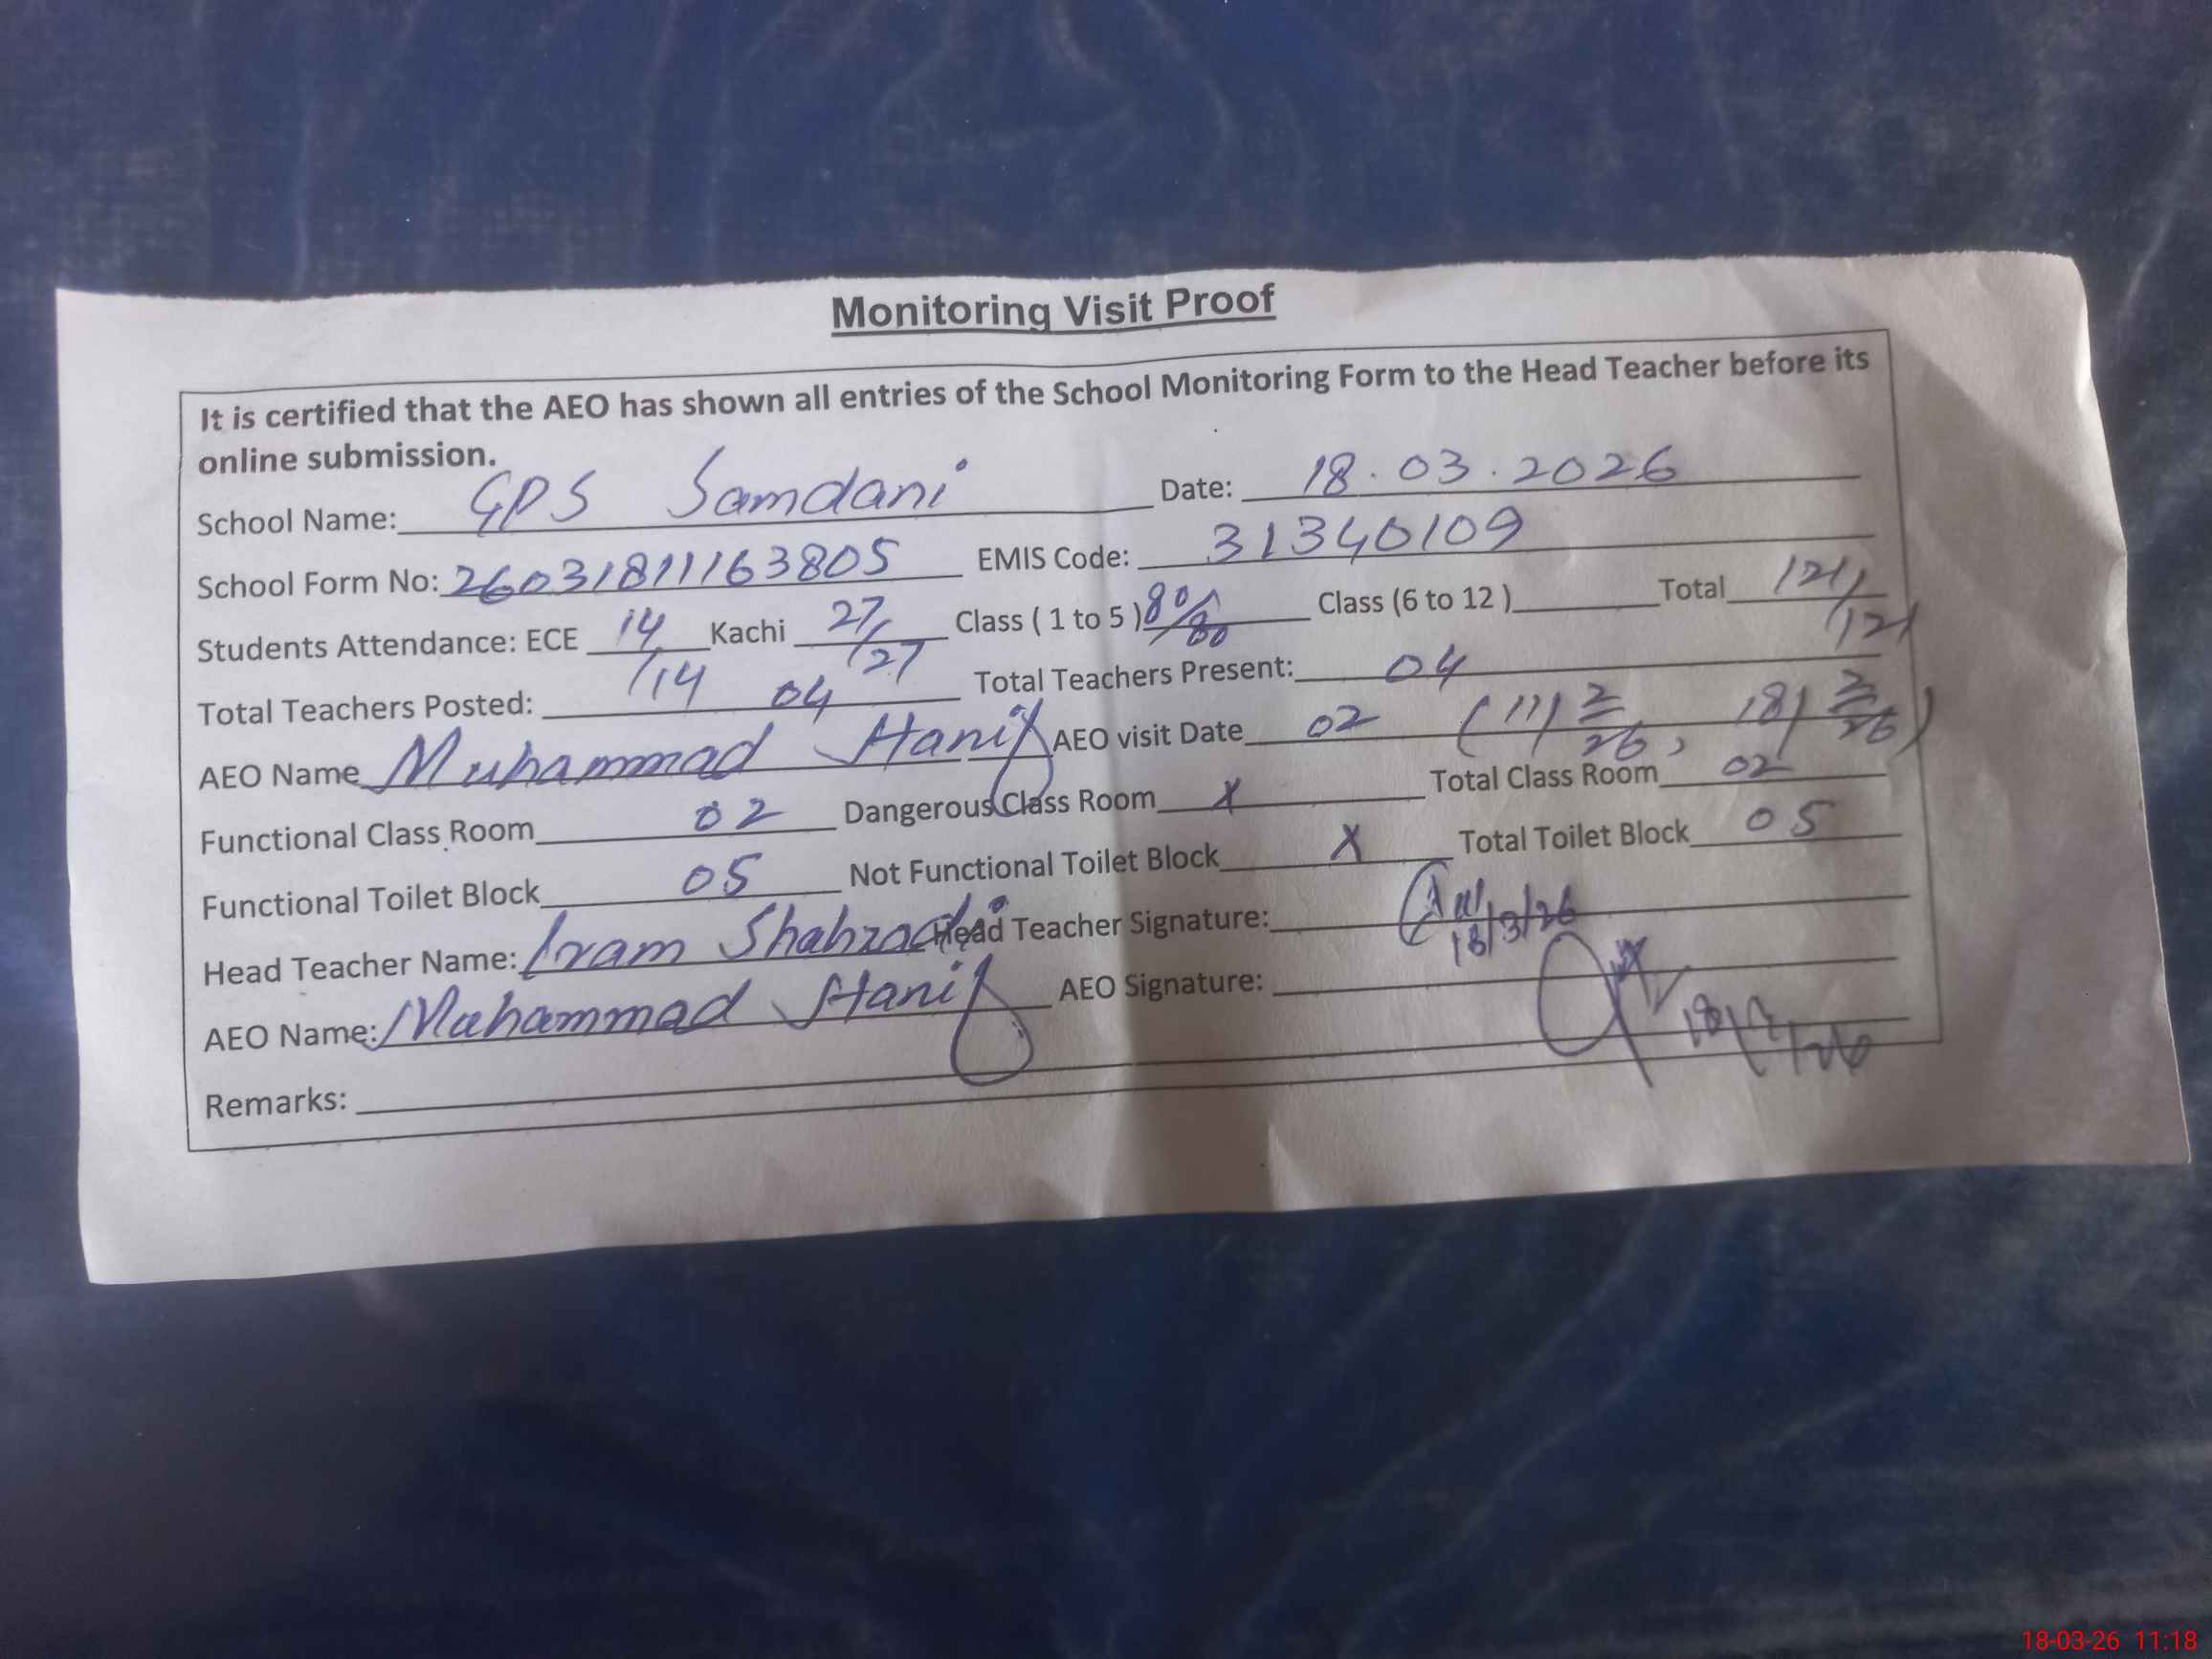 Monitoring Visit Proof
It is certified that the AEO has shown all entries of the School Monitoring Form to the Head Teacher before its
online submission.
School Name: GPS Samdani Date: 18.03.2026
School Form No: 260318111163805 EMIS Code: 31340109
Students Attendance: ECE 14/14 Kachi 27/27 Class ( 1 to 5 ) 80/80 Class (6 to 12 ) Total 121/121
Total Teachers Posted: 04 Total Teachers Present: 04
AEO Name Muhammad Hanif AEO visit Date 02 (11/2/26, 18/2/26)
Functional Class Room 02 Dangerous Class Room X Total Class Room 02
Functional Toilet Block 05 Not Functional Toilet Block X Total Toilet Block 05
Head Teacher Name: Iram Shahzadi Head Teacher Signature: 18/3/26
AEO Name: Muhammad Hanif AEO Signature:
Remarks:
18-03-26 11:18